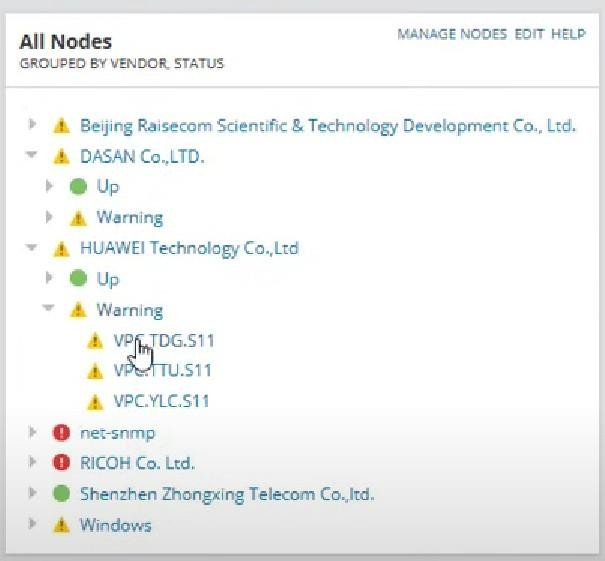 All Nodes
MANAGE NODES EDIT HELP
GROUPED BY VENDOR, STATUS
Beijing Raisecom Scientific & Technology Development Co., Ltd.
DASAN Co.,LTD.
Up
Warning
HUAWEI Technology Co.,Ltd
Up
Warning
VPC.TDG.S11
VPC.TTU.S11
VPC.YLC.S11
net-snmp
RICOH Co. Ltd.
Shenzhen Zhongxing Telecom Co.,ltd.
Windows